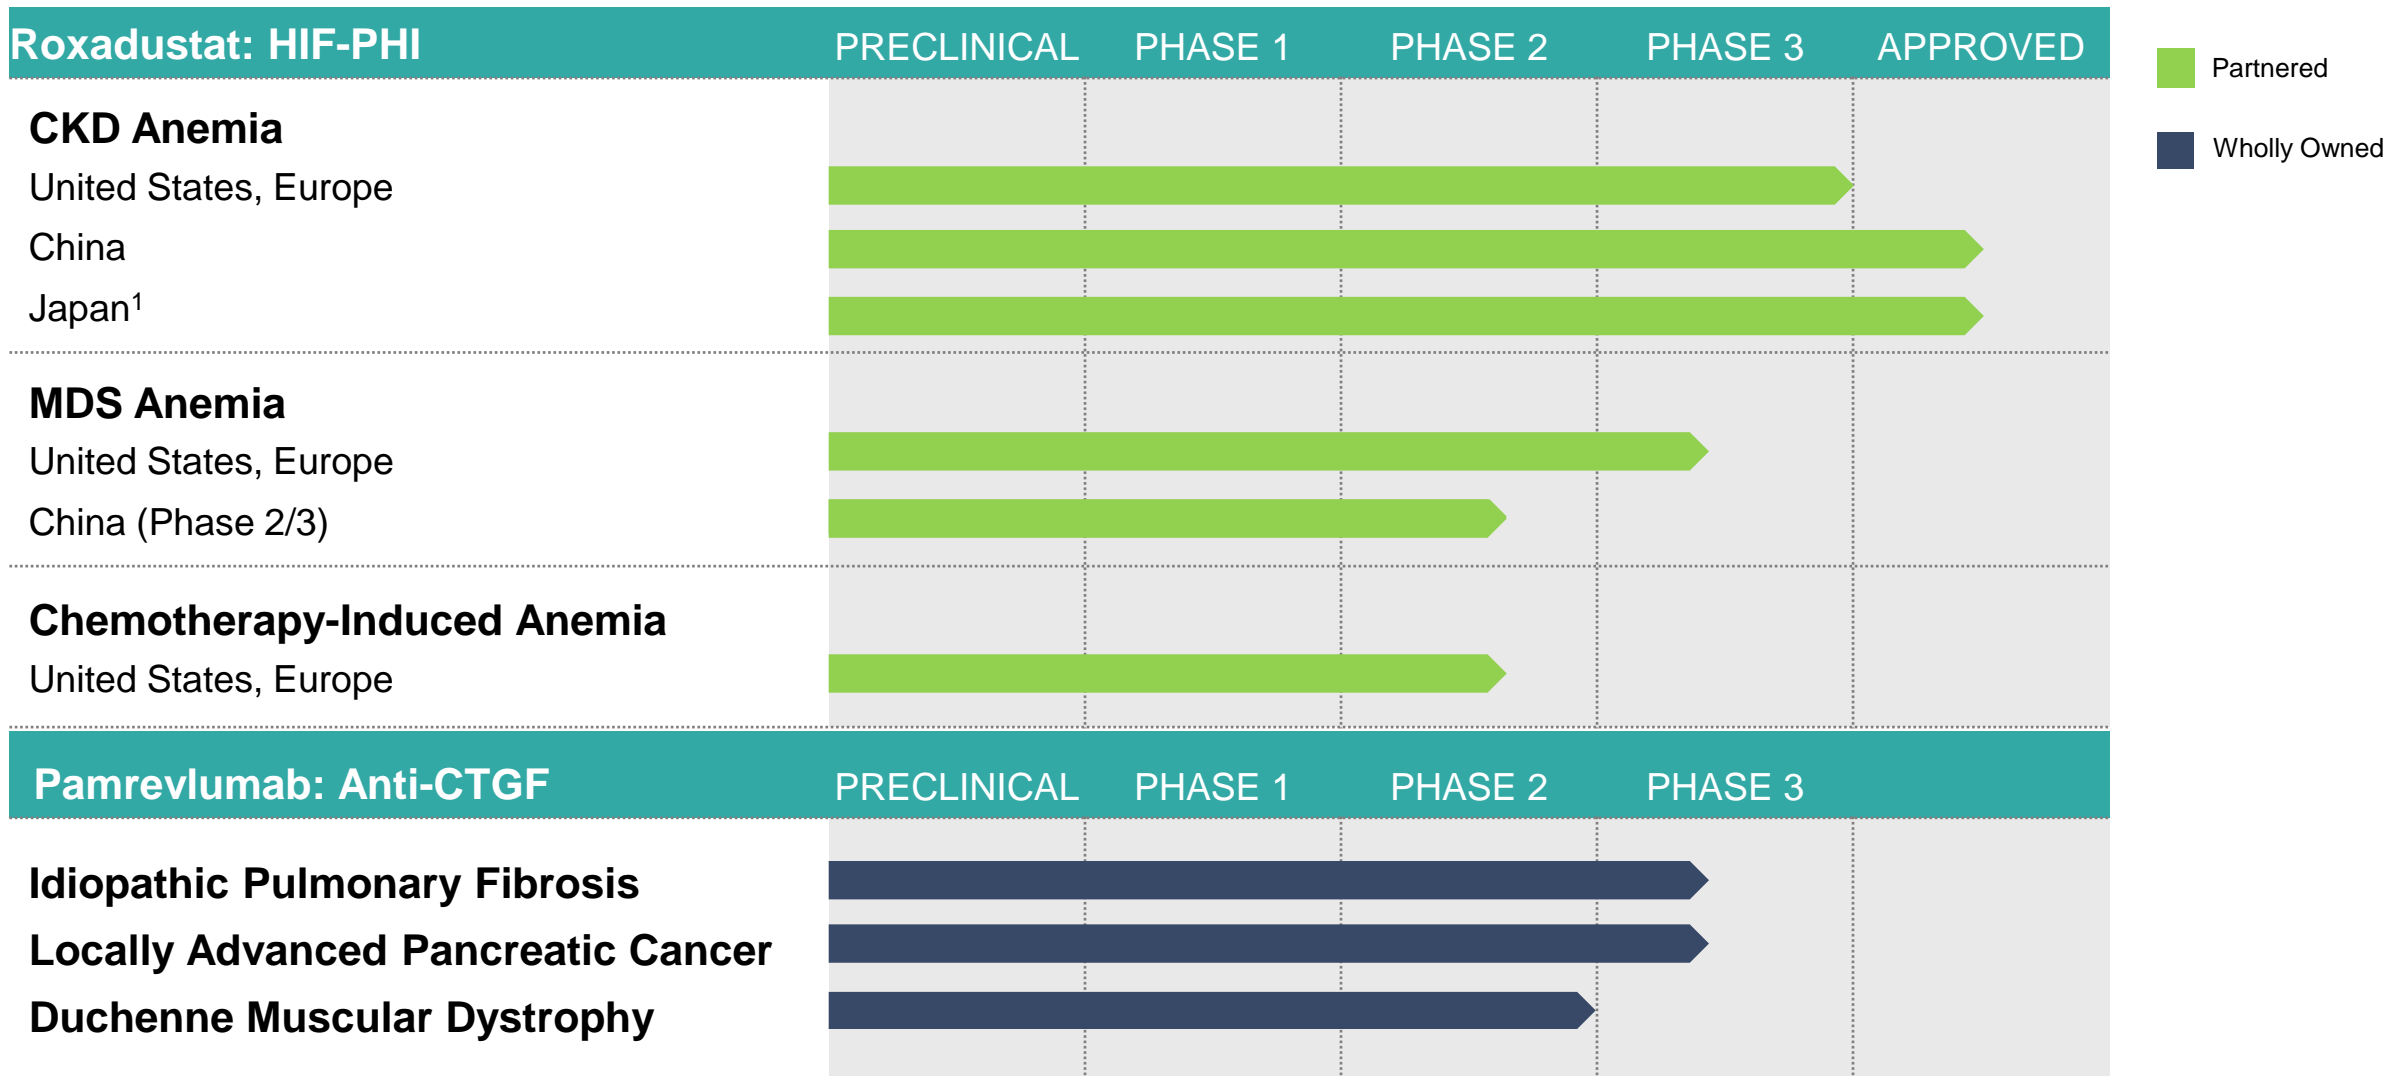 Roxadustat: HIF-PHI PRECLINICAL PHASE 1 PHASE 2 PHASE 3 APPROVED
Partnered
Wholly Owned
CKD Anemia
United States, Europe
China
Japan¹
MDS Anemia
United States, Europe
China (Phase 2/3)
Chemotherapy-Induced Anemia
United States, Europe
Pamrevlumab: Anti-CTGF PRECLINICAL PHASE 1 PHASE 2 PHASE 3
Idiopathic Pulmonary Fibrosis
Locally Advanced Pancreatic Cancer
Duchenne Muscular Dystrophy